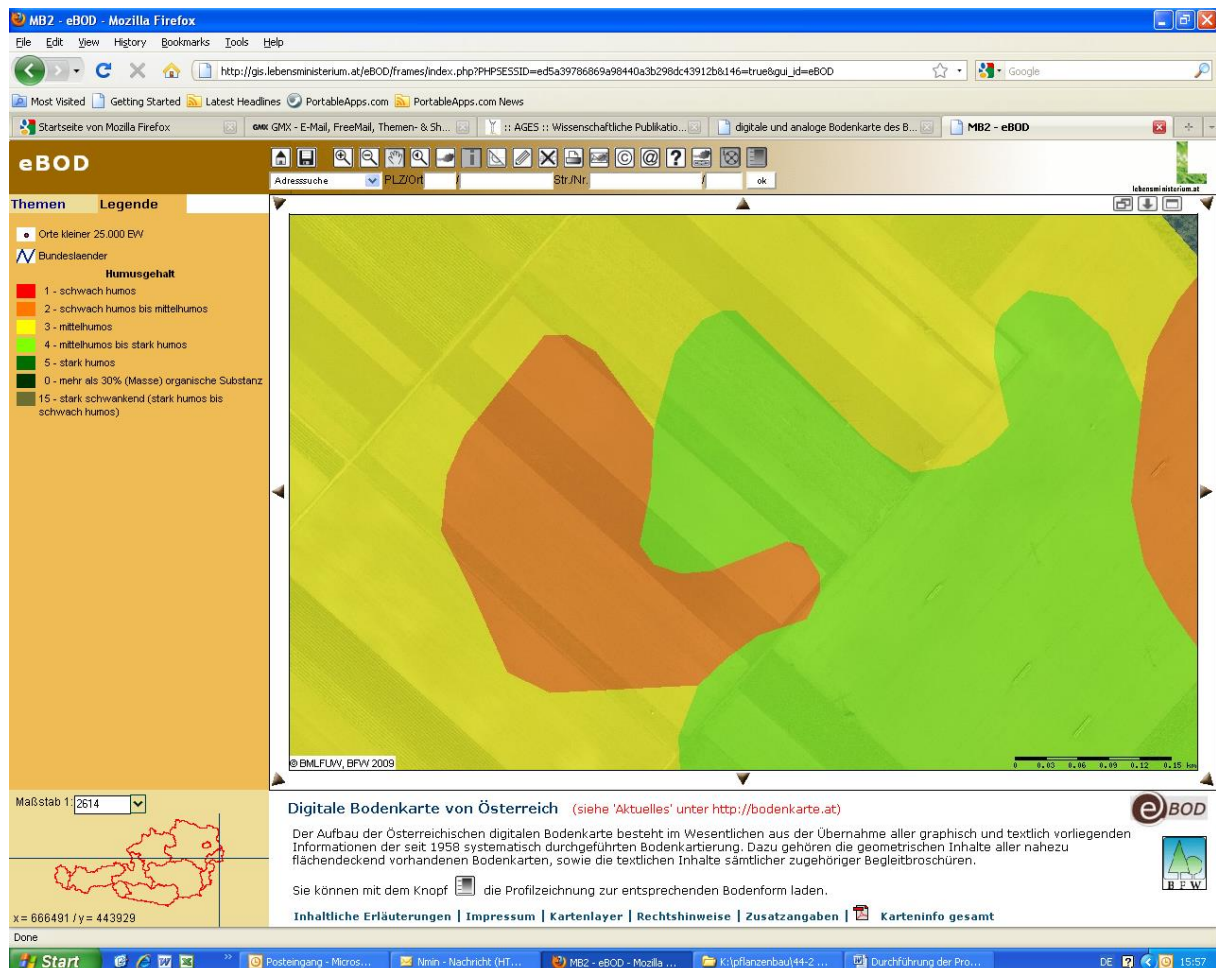 MB2 - eBOD - Mozilla Firefox
File Edit View History Bookmarks Tools Help
http://gis.lebensministerium.at/eBOD/frames/index.php?PHPSESSID=ed5a39786869a98440a3b298dc43912b&146=true&gui_id=eBOD
Google
Most Visited Getting Started Latest Headlines PortableApps.com PortableApps.com News
Startseite von Mozilla Firefox
GMX GMX - E-Mail, FreeMail, Themen- & Sh...
:: AGES :: Wissenschaftliche Publikatio...
digitale und analoge Bodenkarte des B...
MB2 - eBOD
eBOD
Adresssuche PLZ/Ort / Str./Nr. / ok
lebensministerium.at
Themen Legende
Orte kleiner 25.000 EW
Bundeslaender
Humusgehalt
1 - schwach humos
2 - schwach humos bis mittelhumos
3 - mittelhumos
4 - mittelhumos bis stark humos
5 - stark humos
0 - mehr als 30% (Masse) organische Substanz
15 - stark schwankend (stark humos bis
schwach humos)
© BMLFUW, BFW 2009
0 0.03 0.06 0.09 0.12 0.15 km
Maßstab 1: 2614
x = 666491 / y = 443929
Digitale Bodenkarte von Österreich (siehe 'Aktuelles' unter http://bodenkarte.at)
eBOD
Der Aufbau der Österreichischen digitalen Bodenkarte besteht im Wesentlichen aus der Übernahme aller graphisch und textlich vorliegenden
Informationen der seit 1958 systematisch durchgeführten Bodenkartierung. Dazu gehören die geometrischen Inhalte aller nahezu
flächendeckend vorhandenen Bodenkarten, sowie die textlichen Inhalte sämtlicher zugehöriger Begleitbroschüren.
BFW
Sie können mit dem Knopf die Profilzeichnung zur entsprechenden Bodenform laden.
Inhaltliche Erläuterungen | Impressum | Kartenlayer | Rechtshinweise | Zusatzangaben | Karteninfo gesamt
Done
Start
Posteingang - Micros...
Nmin - Nachricht (HT...
MB2 - eBOD - Mozilla ...
K:\pflanzenbau\44-2 ...
Durchführung der Pro...
DE 15:57